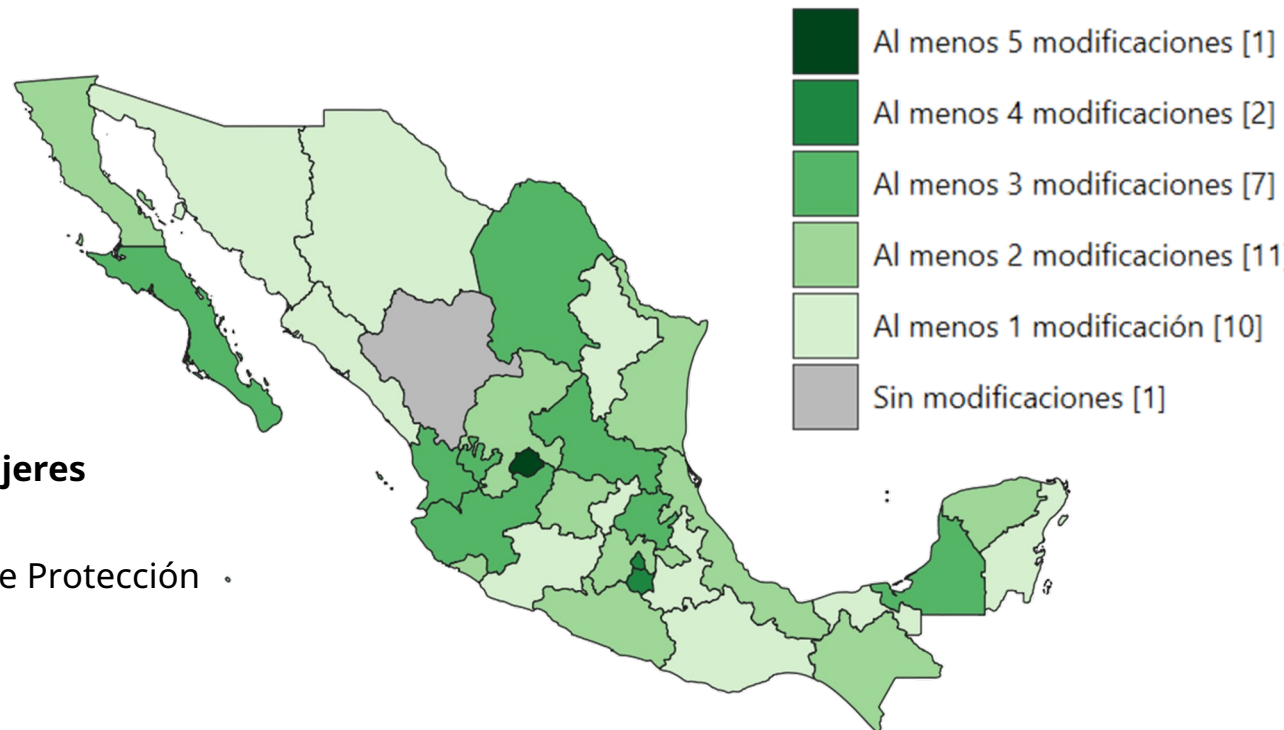 Al menos 5 modificaciones [1]
Al menos 4 modificaciones [2]
Al menos 3 modificaciones [7]
Al menos 2 modificaciones [11
Al menos 1 modificación [10]
Sin modificaciones [1]
jeres
e Protección